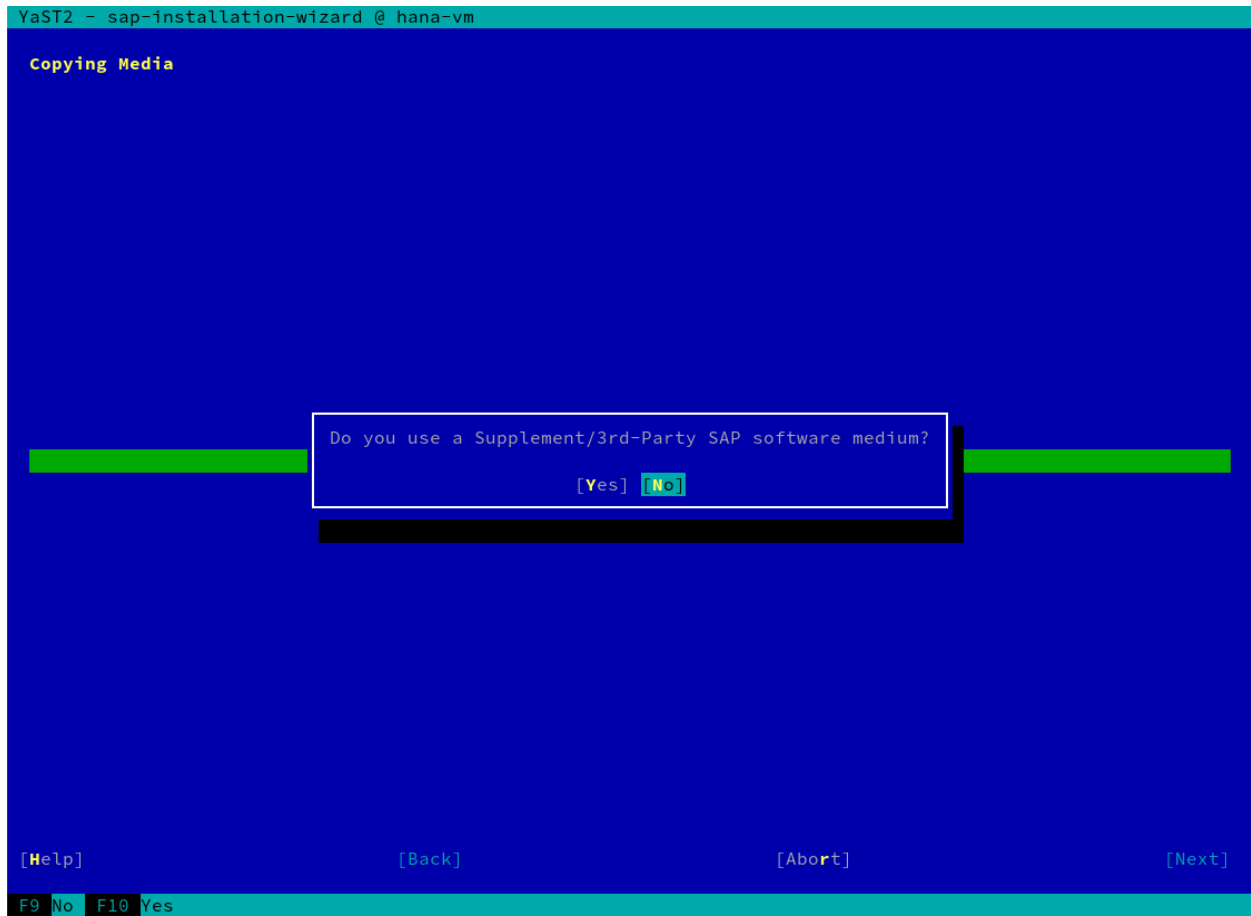 YaST2 - sap-installation-wizard @ hana-vm
Copying Media
Do you use a Supplement/3rd-Party SAP software medium?
[Yes] [No]
[Help] [Back] [Abort] [Next]
F9 No F10 Yes